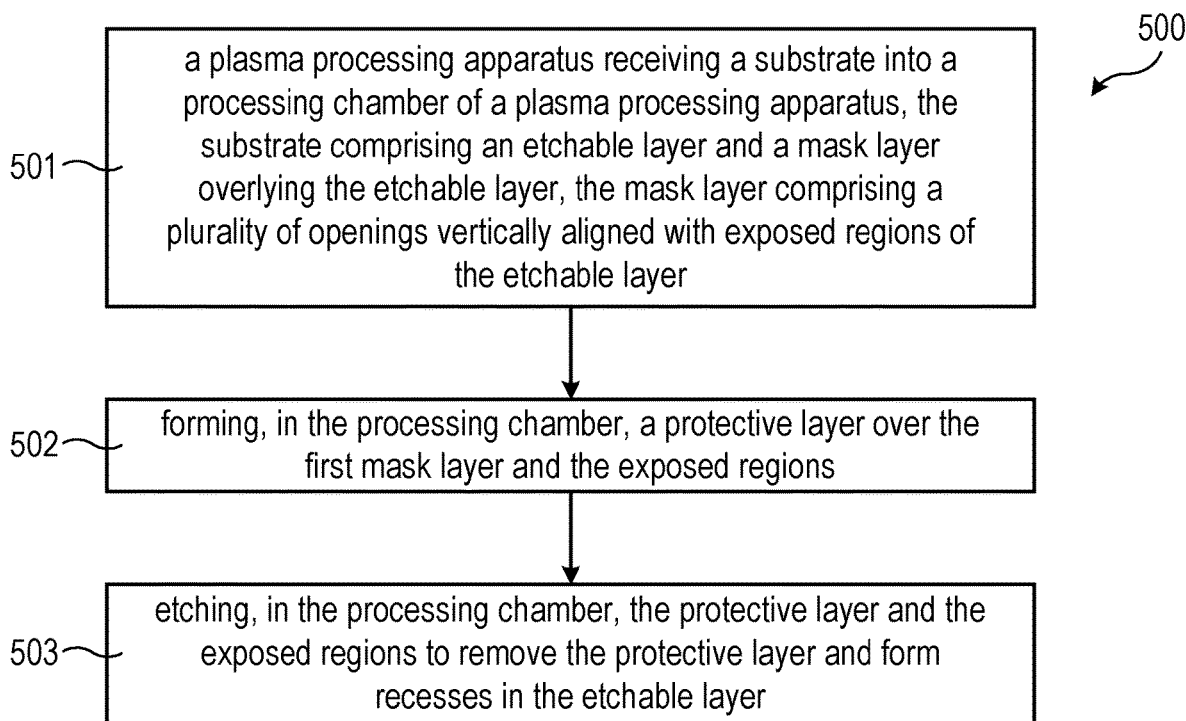 500
a plasma processing apparatus receiving a substrate into a
processing chamber of a plasma processing apparatus, the
substrate comprising an etchable layer and a mask layer
501
overlying the etchable layer, the mask layer comprising a
plurality of openings vertically aligned with exposed regions of
the etchable layer
502
forming, in the processing chamber, a protective layer over the
first mask layer and the exposed regions
etching, in the processing chamber, the protective layer and the
503
exposed regions to remove the protective layer and form
recesses in the etchable layer